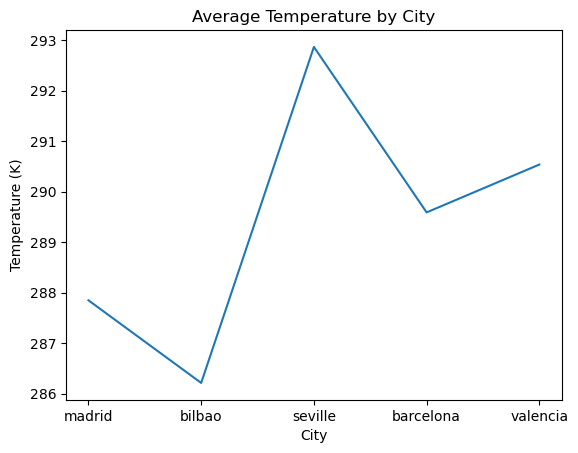 Average Temperature by City
293
292
291
290
289
288
287
286
Temperature (K)
madrid bilbao seville barcelona valencia
City